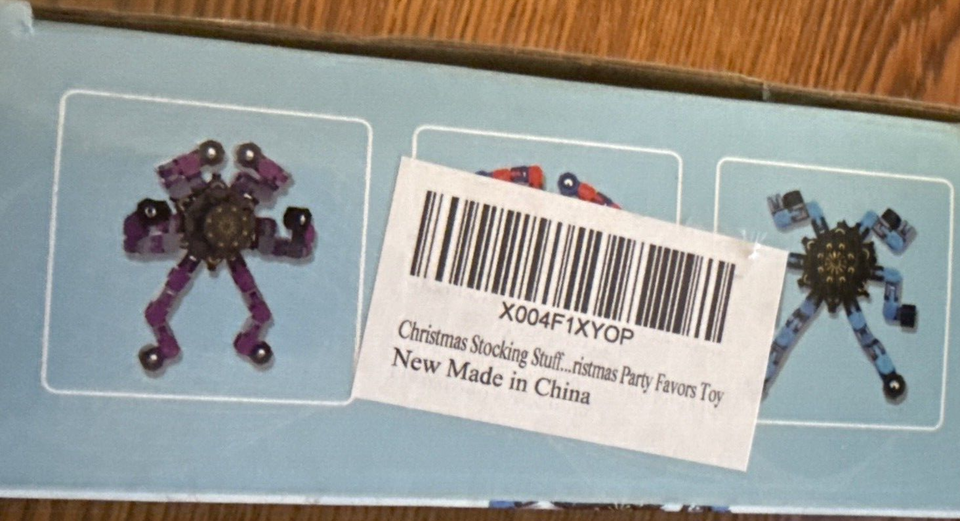 X004F1XYOP
Christmas Stocking Stuff...ristmas Party Favors Toy
New Made in China